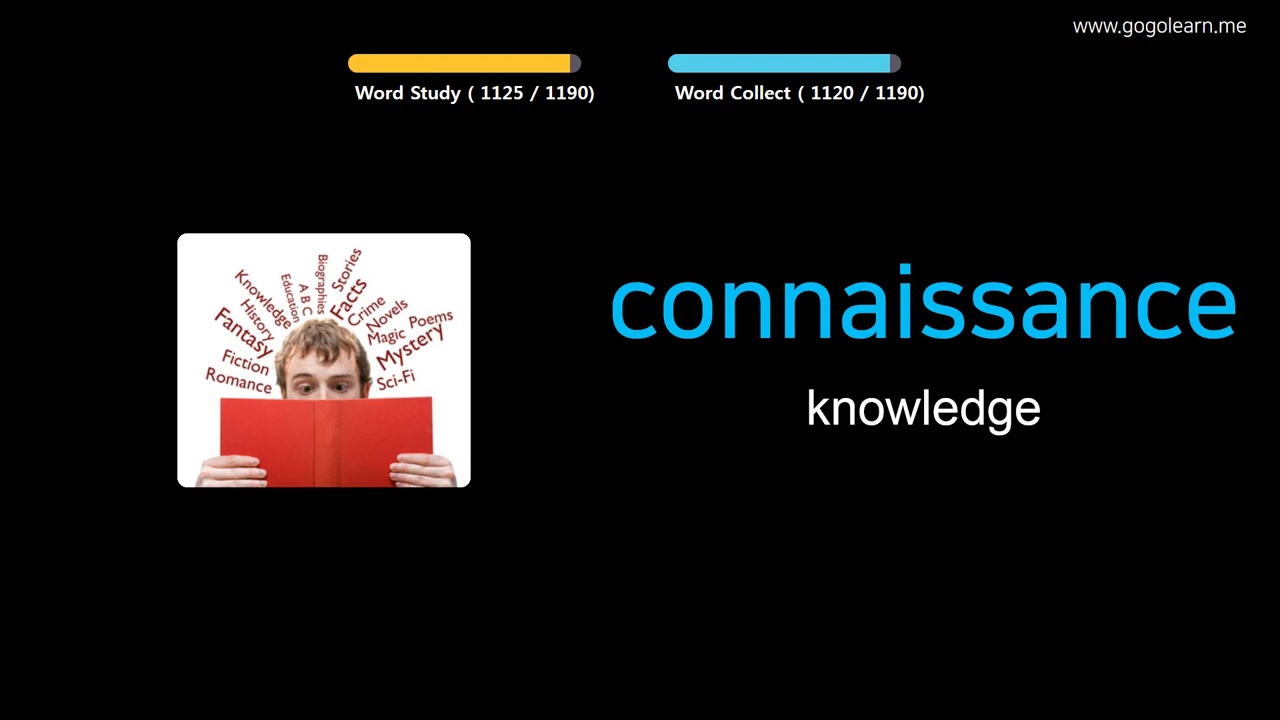 www.gogolearn.me
Word Study ( 1125 / 1190)
Word Collect ( 1120 / 1190)
connaissance
knowledge
Knowledge
History
Fantasy
Fiction
Romance
Education
A B C
Biographies
Stories
Facts
Crime
Novels
Magic
Poems
Mystery
Sci-Fi